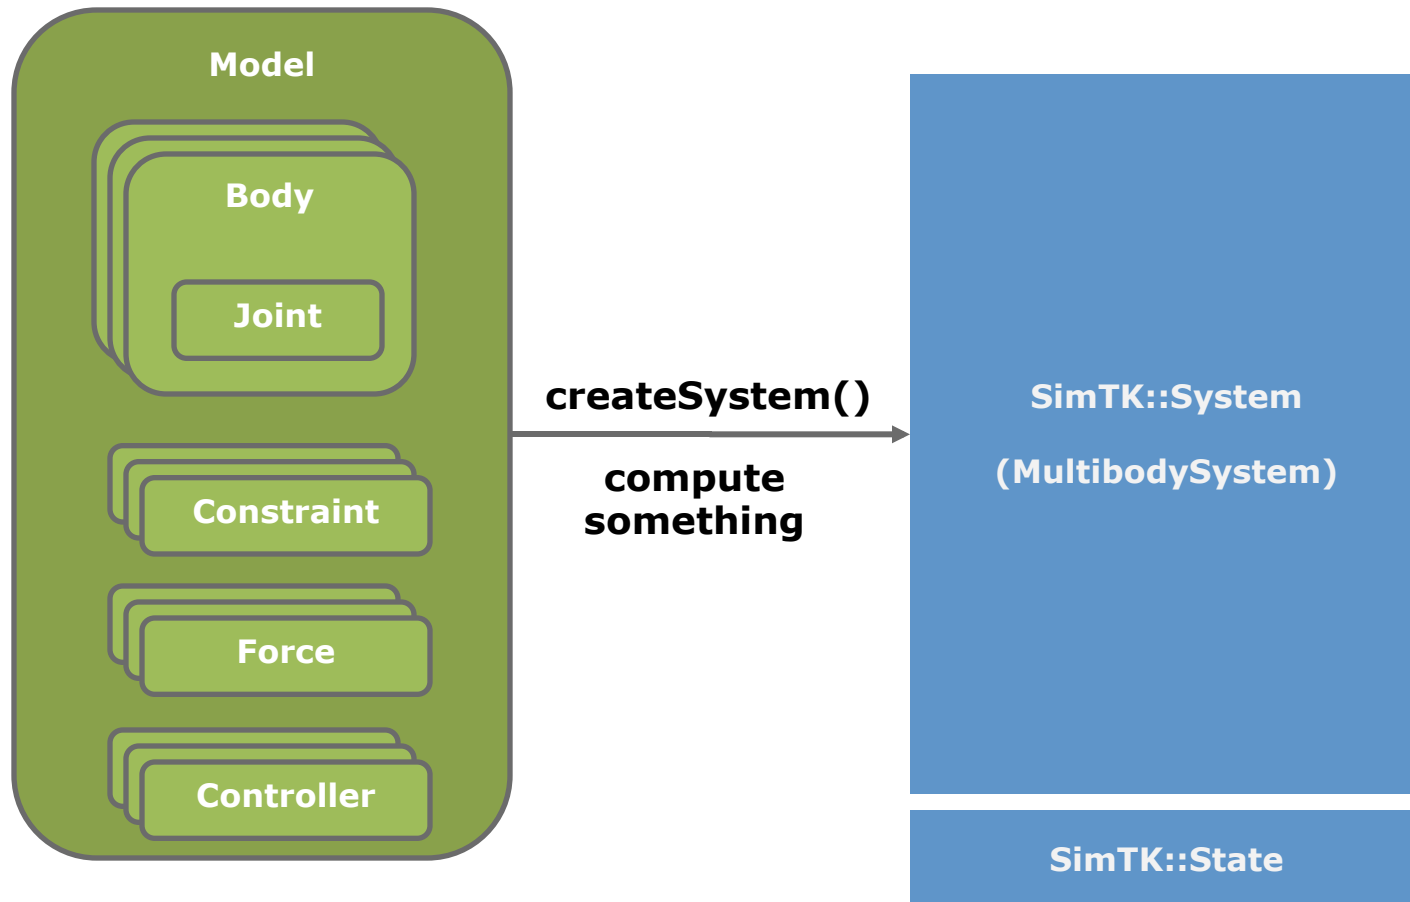 Model
Body
Joint
Constraint
Force
Controller
createSystem()
compute
something
SimTK::System
(MultibodySystem)
SimTK::State